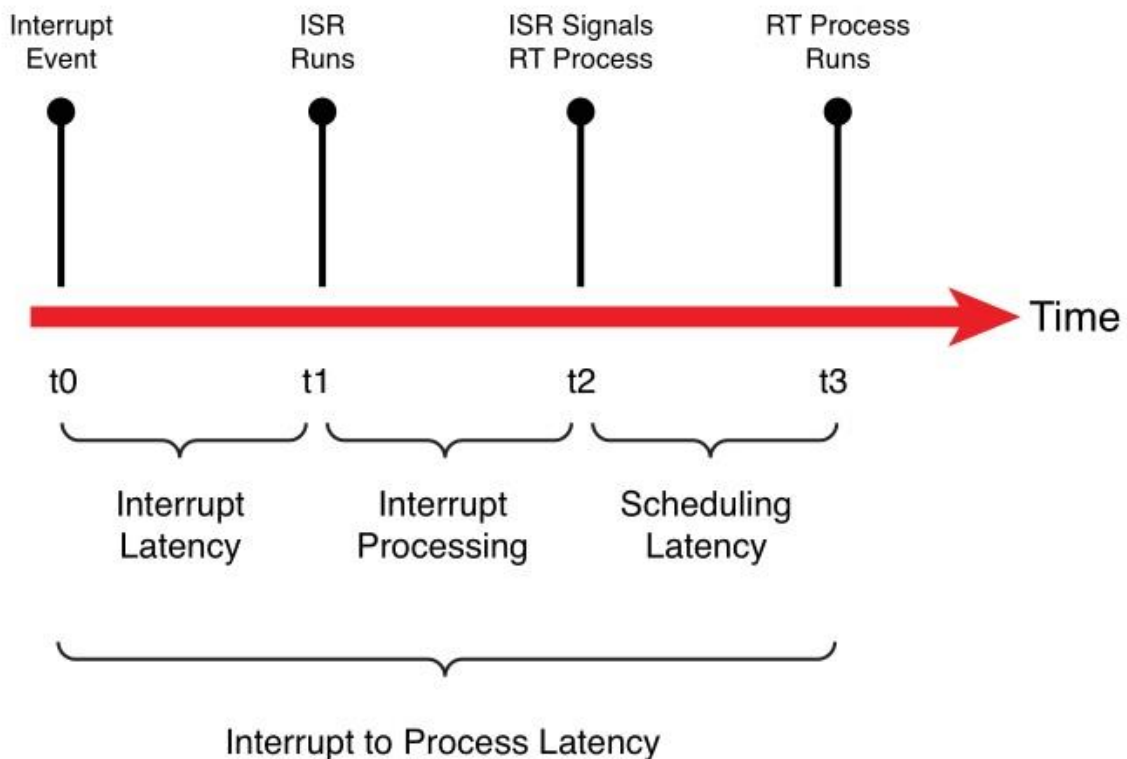 Interrupt
Event
ISR
Runs
ISR Signals
RT Process
RT Process
Runs
Time
t0
t1
t2
t3
Interrupt
Latency
Interrupt
Processing
Scheduling
Latency
Interrupt to Process Latency